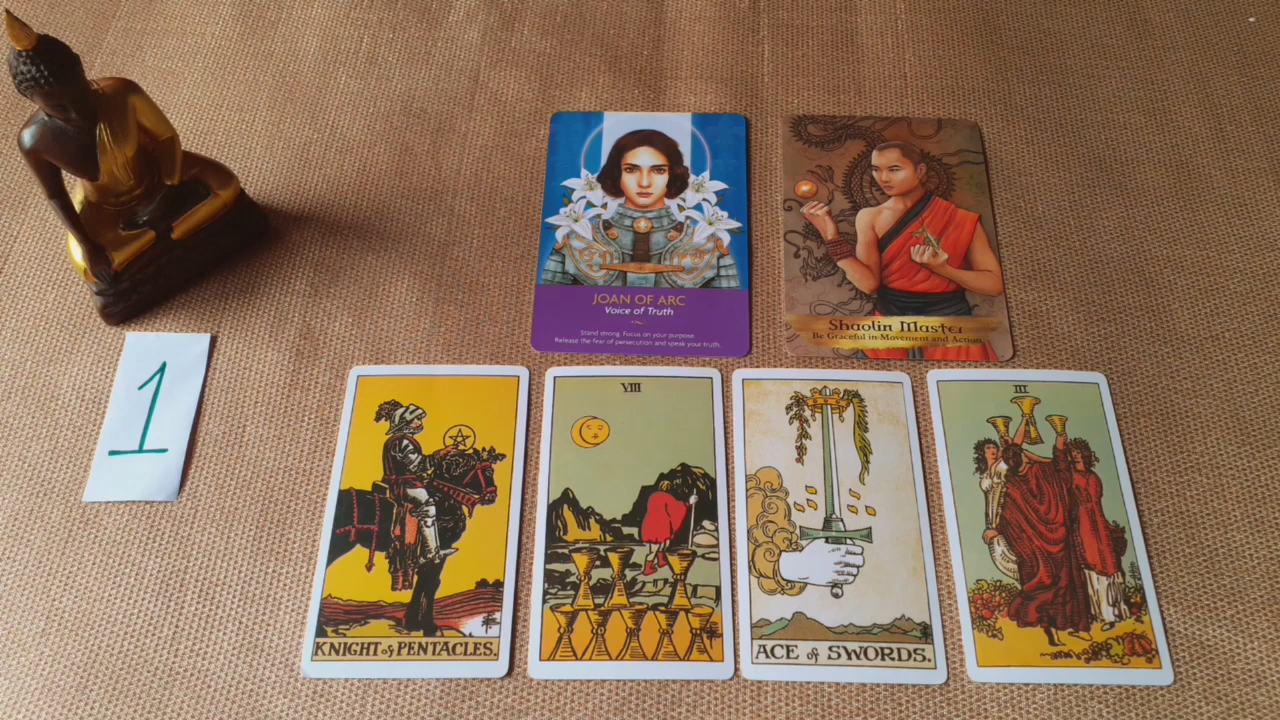 1
JOAN OF ARC
Voice of Truth
Stand strong. Focus on your purpose.
Release the fear of persecution and speak your truth.
Shaolin Master
Be Graceful in Movement and Action
KNIGHT of PENTACLES.
VIII
ACE of SWORDS.
III